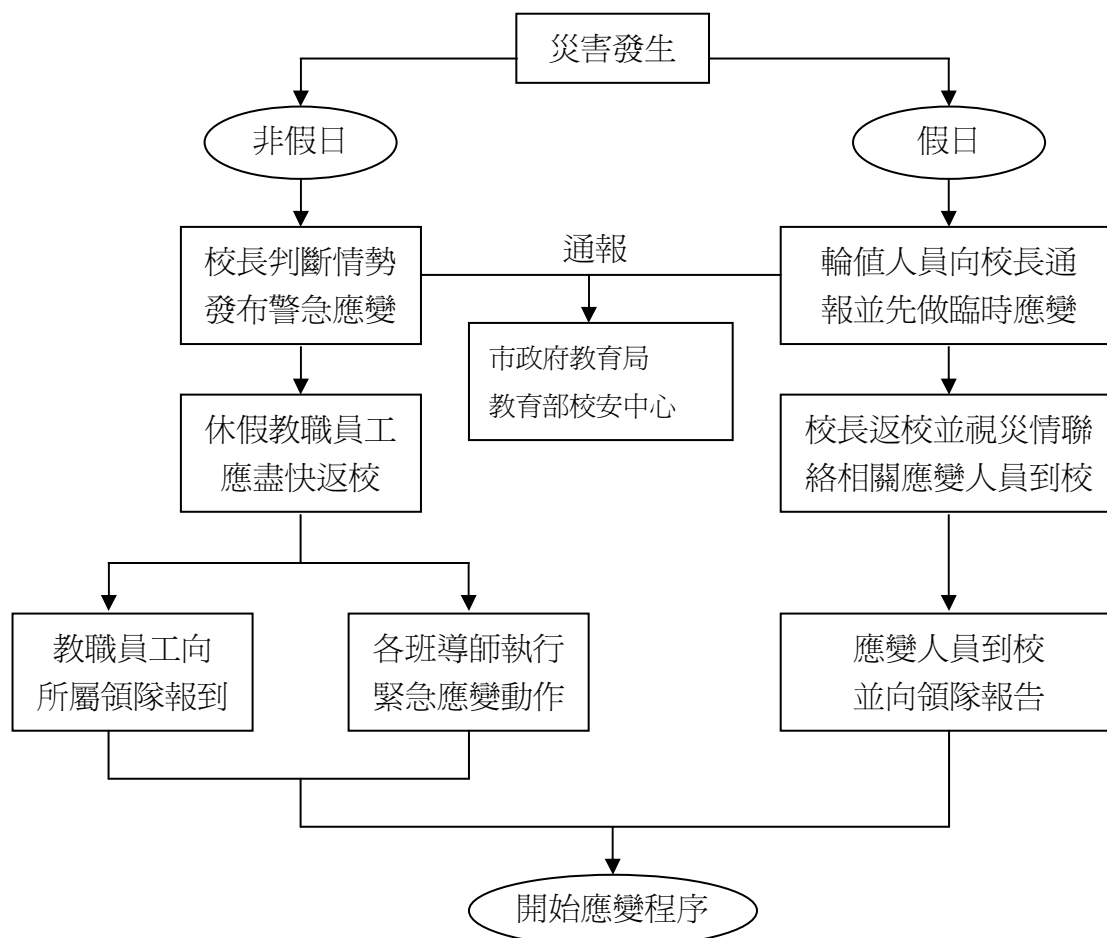 災害發生
非假日
假日
校長判斷情勢
發布警急應變
通報
輪值人員向校長通
報並先做臨時應變
市政府教育局
教育部校安中心
休假教職員工
應盡快返校
校長返校並視災情聯
絡相關應變人員到校
教職員工向
所屬領隊報到
各班導師執行
緊急應變動作
應變人員到校
並向領隊報告
開始應變程序